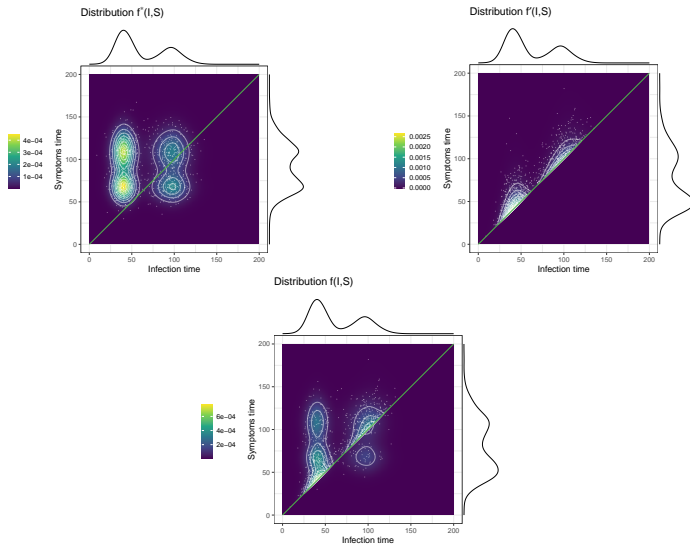 Distribution f″(I,S)
200
150
100
50
0
Symptoms time
4e−04
3e−04
2e−04
1e−04
0 50 100 150 200
Infection time
Distribution f′(I,S)
200
150
100
50
0
Symptoms time
0.0025
0.0020
0.0015
0.0010
0.0005
0.0000
0 50 100 150 200
Infection time
Distribution f(I,S)
200
150
100
50
0
Symptoms time
6e−04
4e−04
2e−04
0 50 100 150 200
Infection time